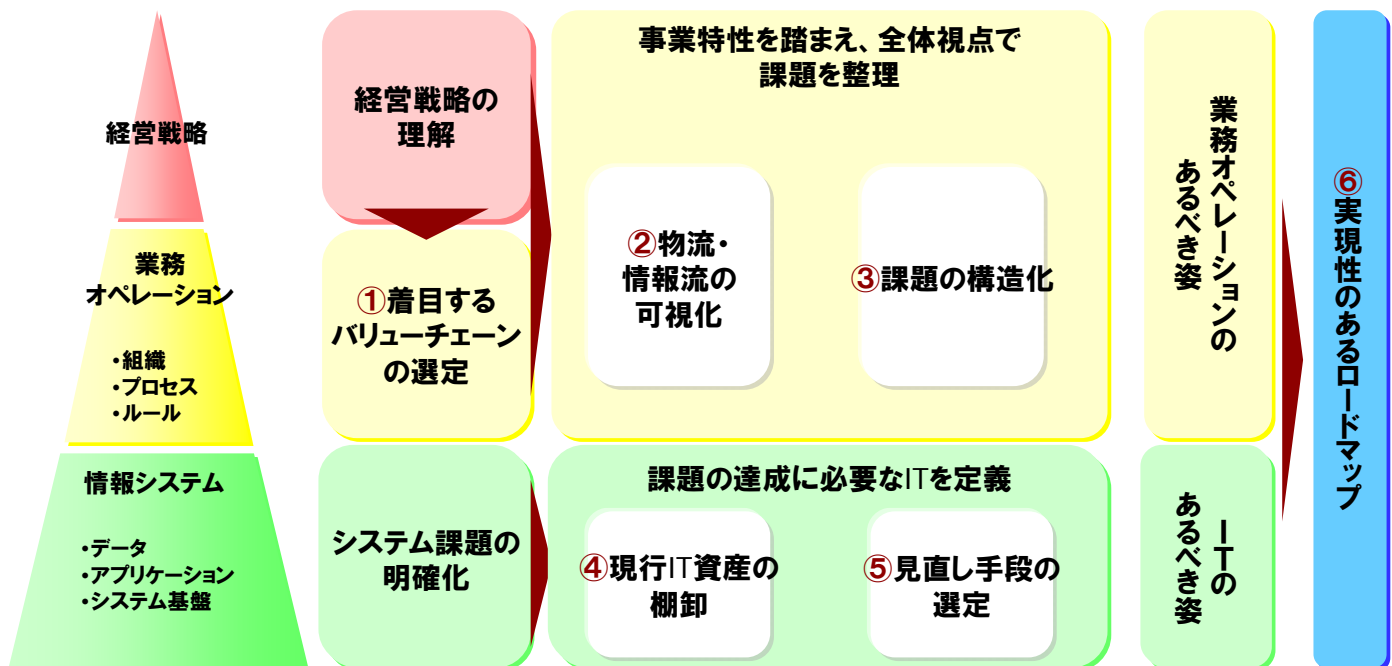 経営戦略
業務
オペレーション
・組織
・プロセス
・ルール
情報システム
・データ
・アプリケーション
・システム基盤
経営戦略の
理解
①着目する
バリューチェーン
の選定
システム課題の
明確化
事業特性を踏まえ、全体視点で
課題を整理
②物流・
情報流の
可視化
③課題の構造化
課題の達成に必要なITを定義
④現行IT資産の
棚卸
⑤見直し手段の
選定
業務オペレーションの
あるべき姿
ITの
あるべき姿
⑥実現性のあるロードマップ